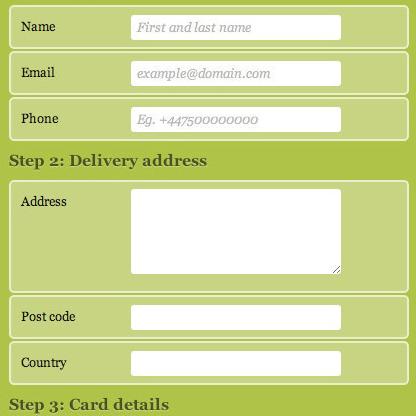 Name First and last name
Email example@domain.com
Phone Eg. +447500000000
Step 2: Delivery address
Address
Post code
Country
Step 3: Card details